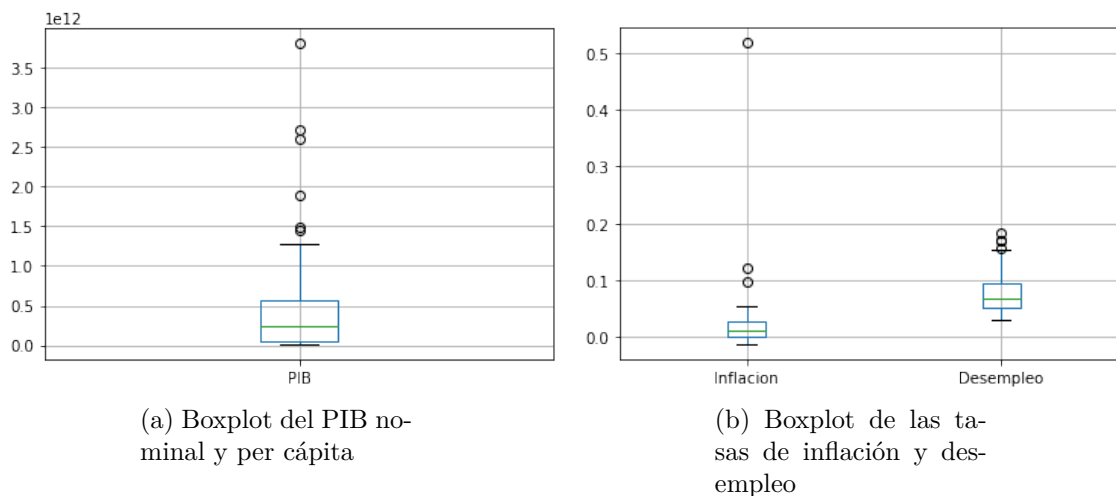 1e12
3.5
3.0
2.5
2.0
1.5
1.0
0.5
0.0
PIB
(a) Boxplot del PIB no-
minal y per cápita
0.5
0.4
0.3
0.2
0.1
0.0
Inflacion Desempleo
(b) Boxplot de las ta-
sas de inflación y des-
empleo